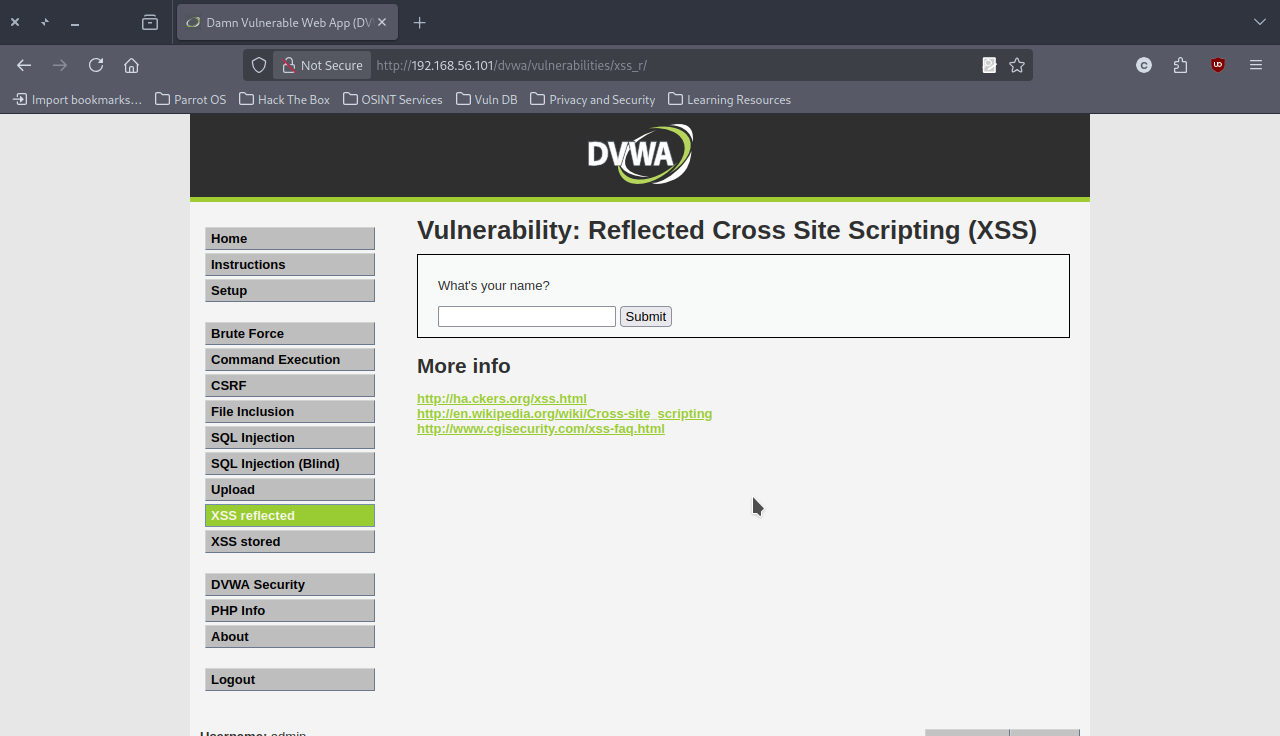 Damn Vulnerable Web App (DV
Not Secure
http://192.168.56.101/dvwa/vulnerabilities/xss_r/
C
UD
Import bookmarks…
Parrot OS
Hack The Box
OSINT Services
Vuln DB
Privacy and Security
Learning Resources
DVWA
Home
Instructions
Setup
Brute Force
Command Execution
CSRF
File Inclusion
SQL Injection
SQL Injection (Blind)
Upload
XSS reflected
XSS stored
DVWA Security
PHP Info
About
Logout
Vulnerability: Reflected Cross Site Scripting (XSS)
What's your name?
Submit
More info
http://ha.ckers.org/xss.html
http://en.wikipedia.org/wiki/Cross-site_scripting
http://www.cgisecurity.com/xss-faq.html
Username: admin